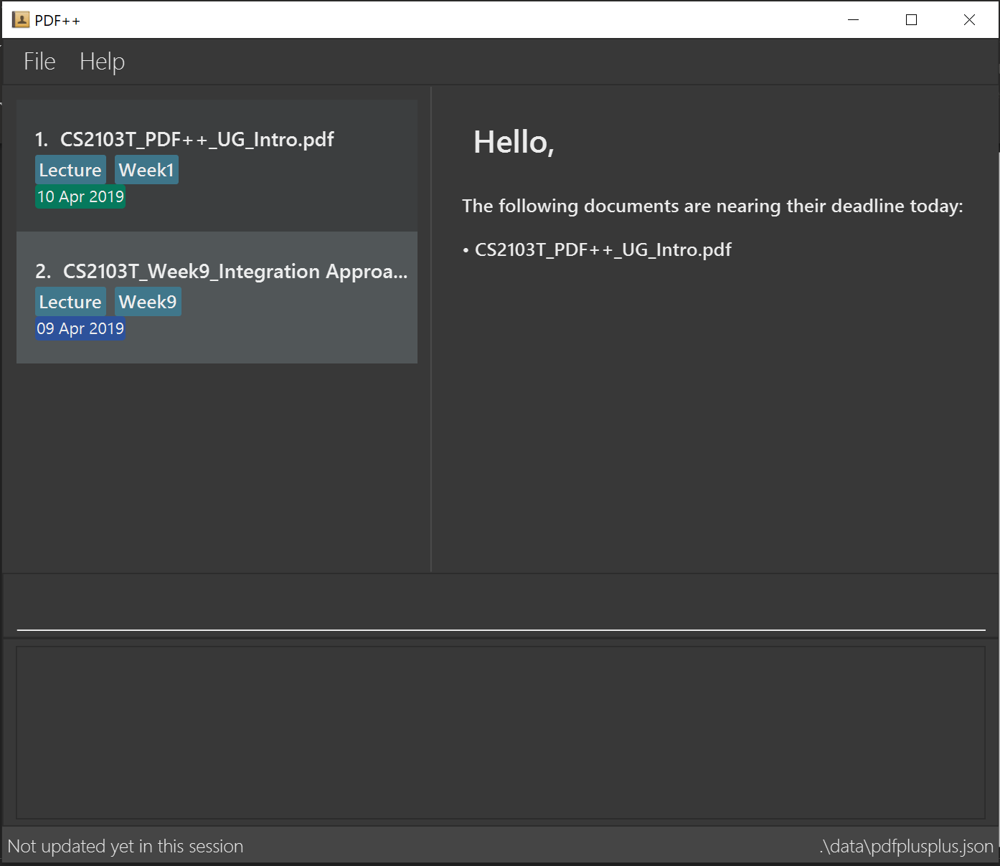 PDF++
File Help
1. CS2103T_PDF++_UG_Intro.pdf
Lecture Week1
10 Apr 2019
2. CS2103T_Week9_Integration Approa...
Lecture Week9
09 Apr 2019
Hello,
The following documents are nearing their deadline today:
• CS2103T_PDF++_UG_Intro.pdf
Not updated yet in this session
.\data\pdfplusplus.json